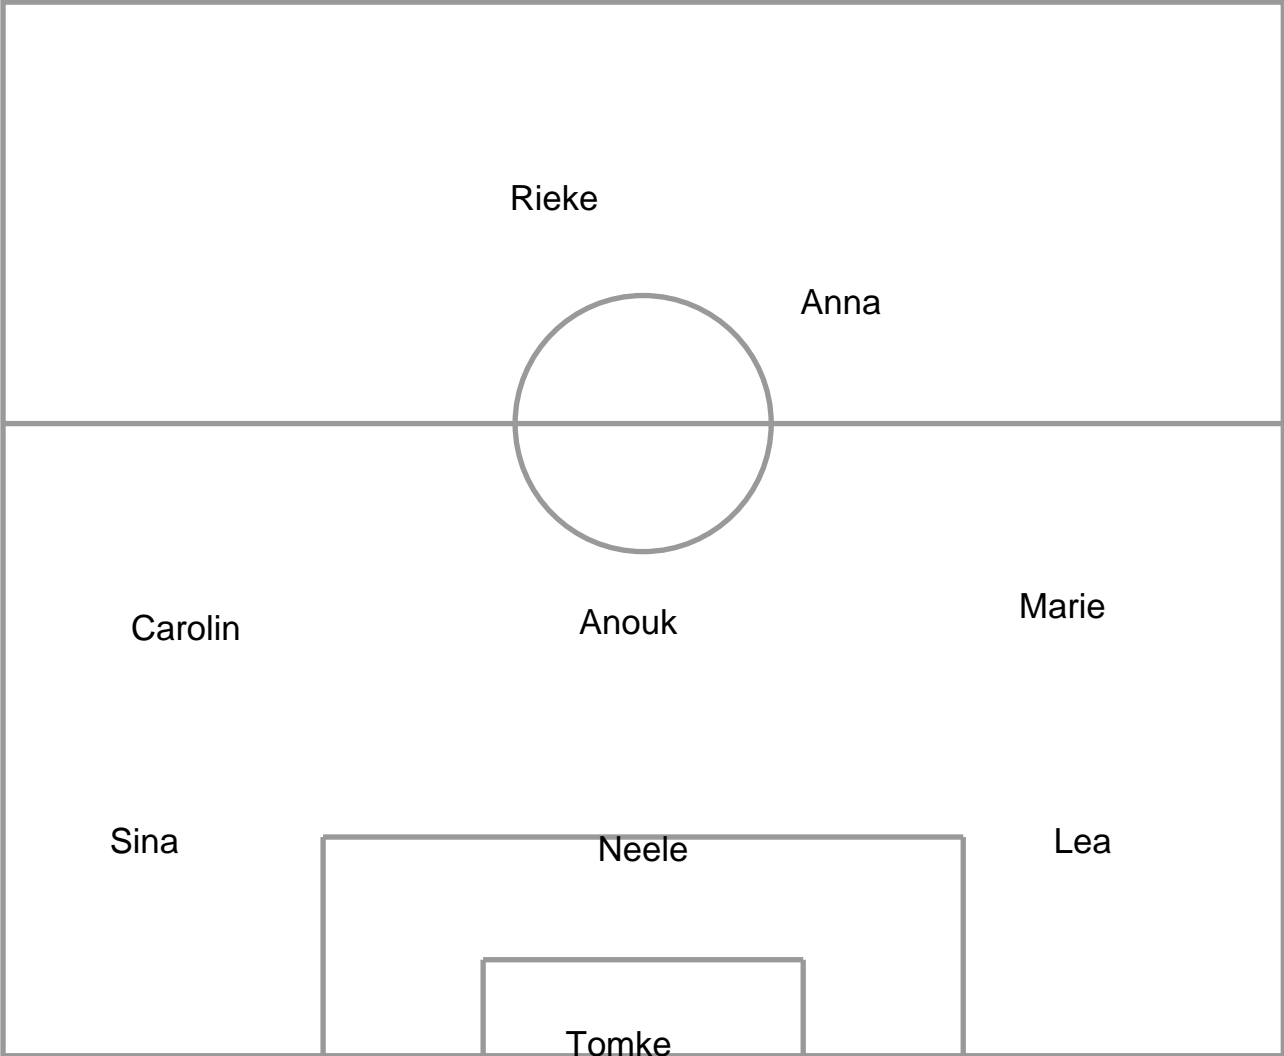 Rieke
Anna
Carolin
Anouk
Marie
Sina
Neele
Lea
Tomke